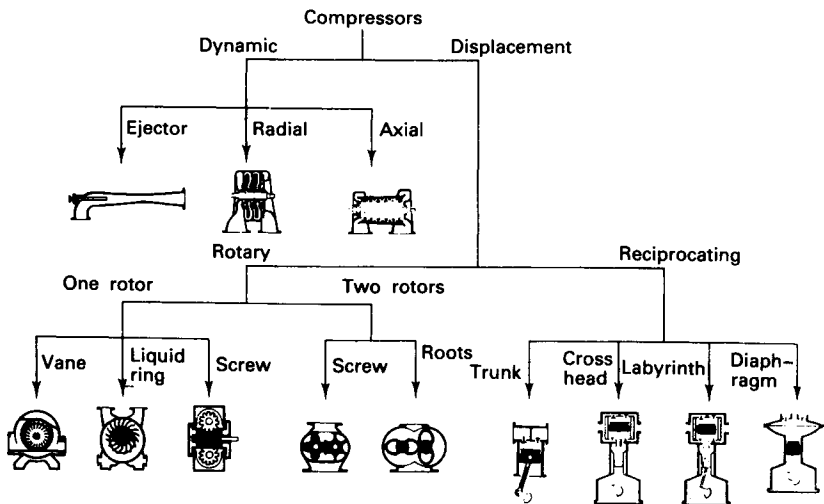 Compressors
Dynamic
Displacement
Ejector
Radial
Axial
Rotary
Reciprocating
One rotor
Two rotors
Vane
Liquid
ring
Screw
Screw
Roots
Trunk
Cross
head
Labyrinth
Diaph-
ragm